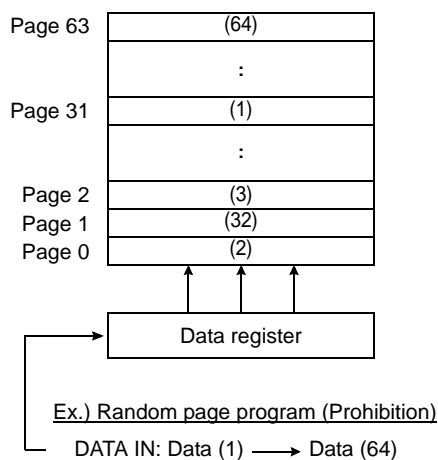 Page 63 (64)
:
Page 31 (1)
:
Page 2 (3)
Page 1 (32)
Page 0 (2)
Data register
Ex.) Random page program (Prohibition)
DATA IN: Data (1) Data (64)